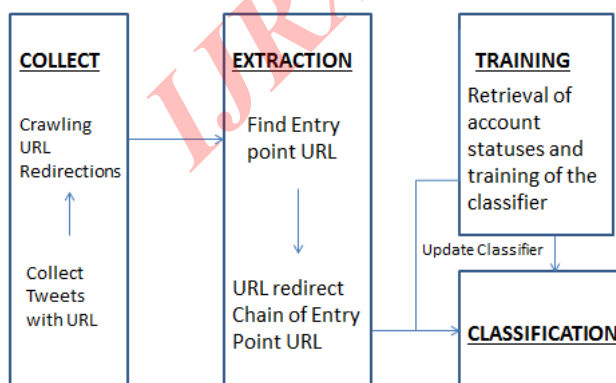 COLLECT
Crawling
URL
Redirections
Collect
Tweets
with URL
EXTRACTION
Find Entry
point URL
URL redirect
Chain of Entry
Point URL
TRAINING
Retrieval of
account
statuses and
training of the
classifier
Update Classifier
CLASSIFICATION